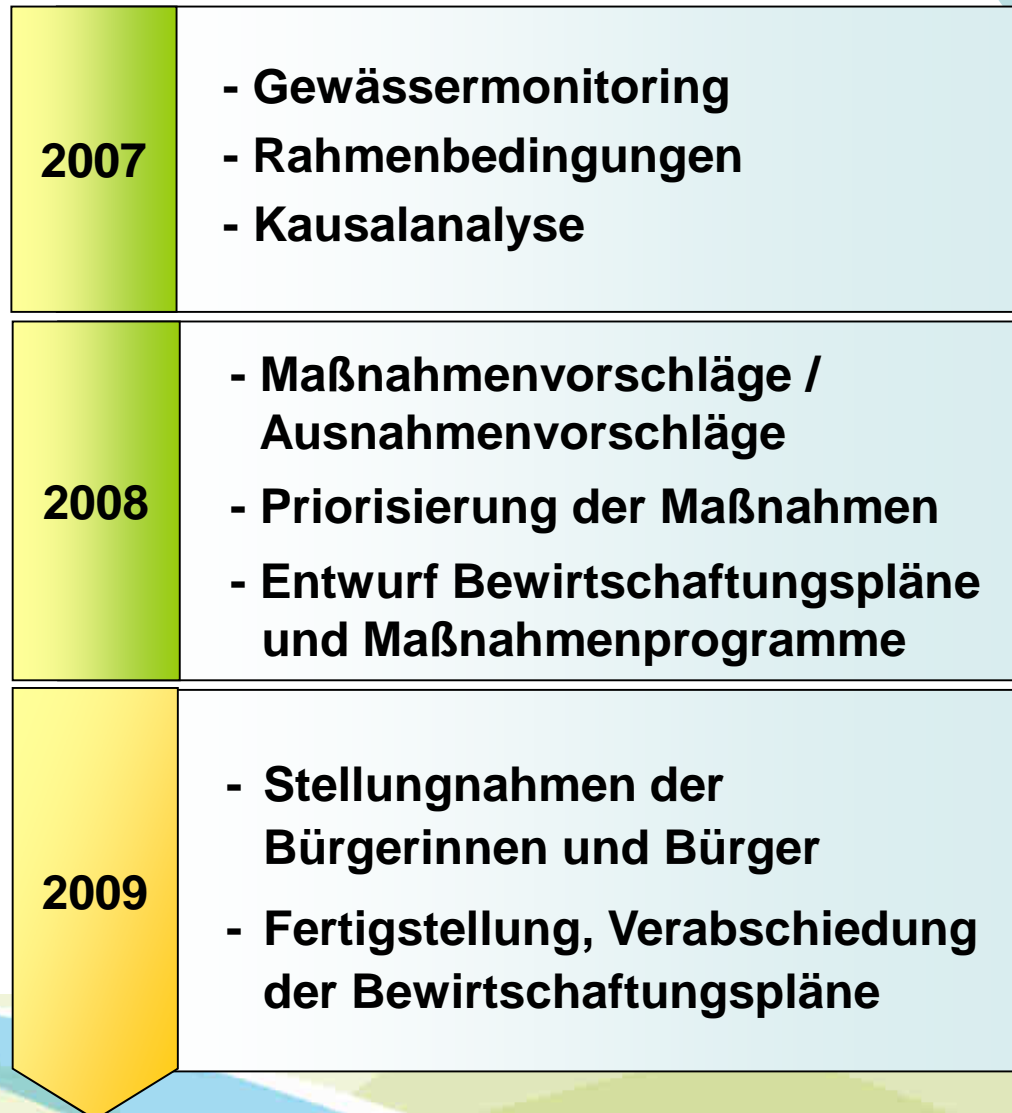 2007
- Gewässermonitoring
- Rahmenbedingungen
- Kausalanalyse
2008
- Maßnahmenvorschläge /
Ausnahmenvorschläge
- Priorisierung der Maßnahmen
- Entwurf Bewirtschaftungspläne
und Maßnahmenprogramme
2009
- Stellungnahmen der
Bürgerinnen und Bürger
- Fertigstellung, Verabschiedung
der Bewirtschaftungspläne